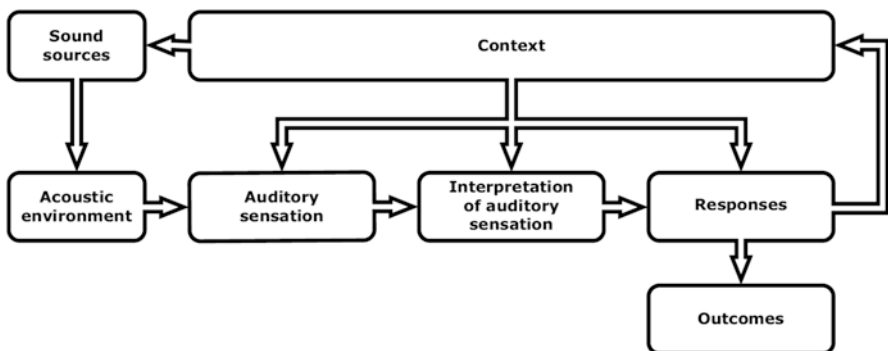 Sound
sources
Context
Acoustic
environment
Auditory
sensation
Interpretation
of auditory
sensation
Responses
Outcomes